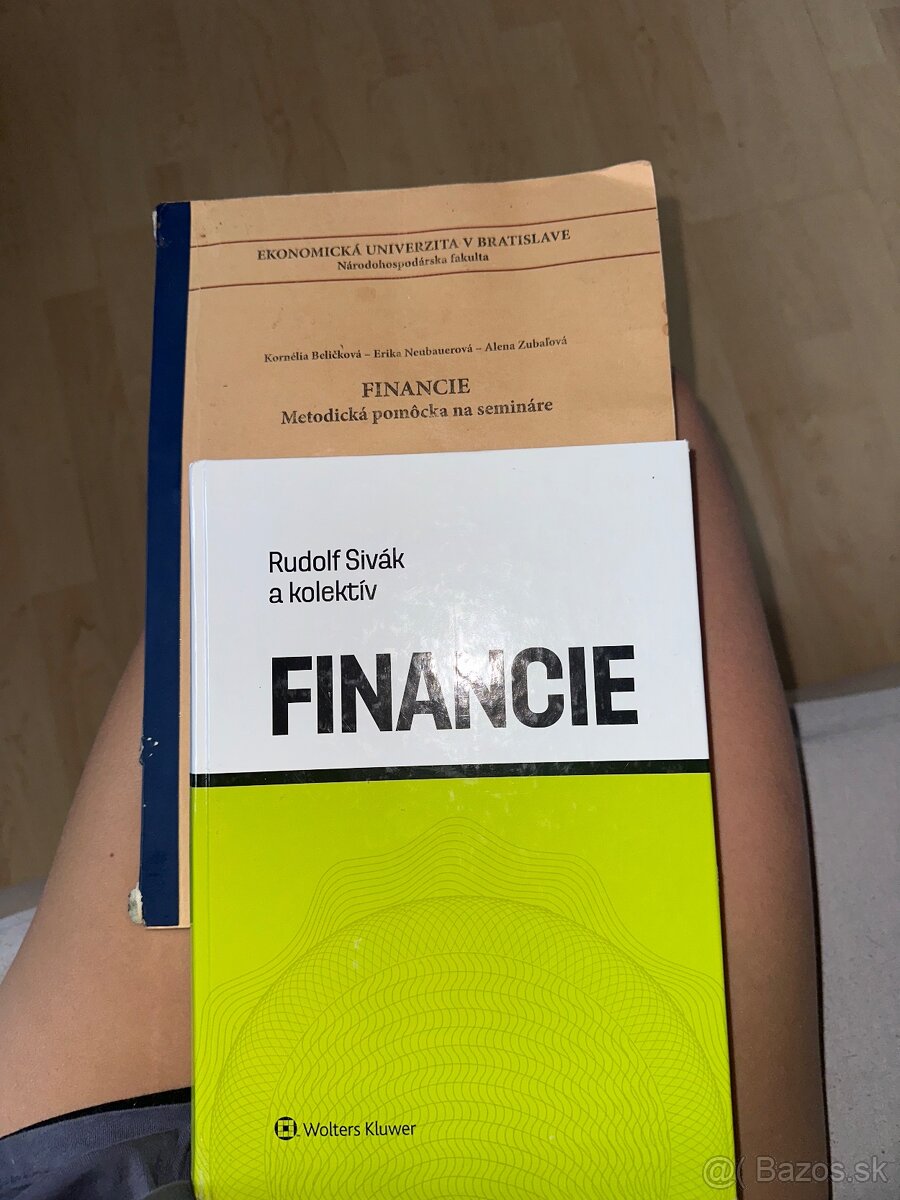 EKONOMICKÁ UNIVERZITA V BRATISLAVE
Národohospodárska fakulta
Kornélia Beličková – Erika Neubauerová – Alena Zubaľová
FINANCIE
Metodická pomôcka na semináre
Rudolf Sivák
a kolektív
FINANCIE
Wolters Kluwer
@( Bazos.sk